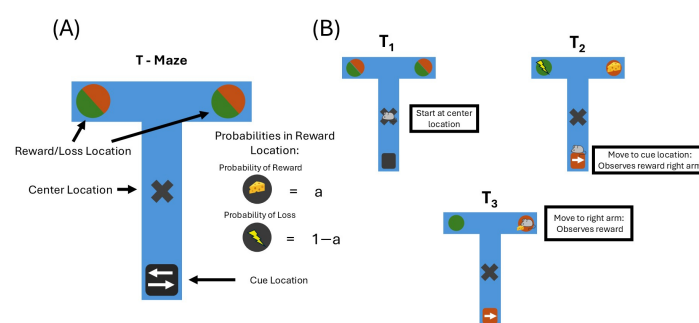 (A)
T - Maze
Reward/Loss Location
Center Location
Cue Location
Probabilities in Reward
Location:
Probability of Reward
= a
Probability of Loss
= 1−a
(B)
T1
Start at center
location
T2
Move to cue location:
Observes reward right arm
T3
Move to right arm:
Observes reward